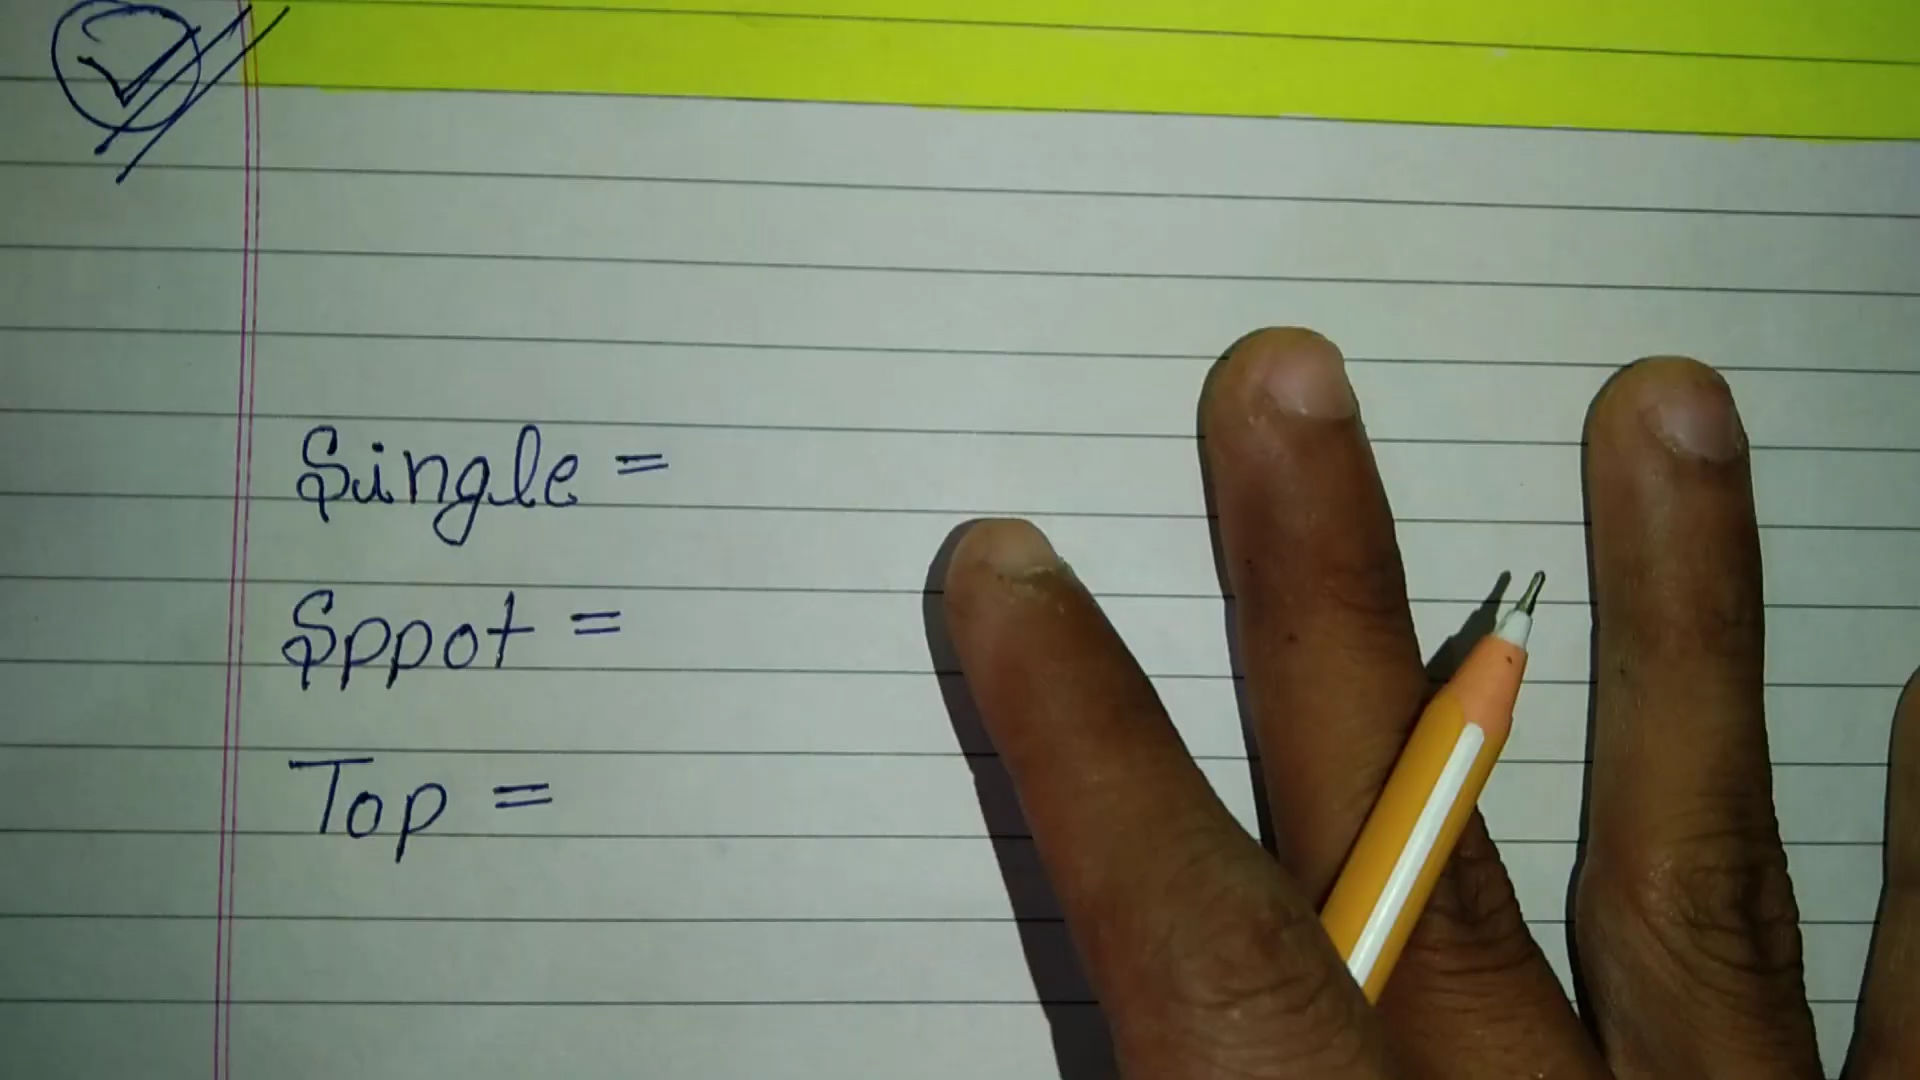 Single =
Sppot =
Top =